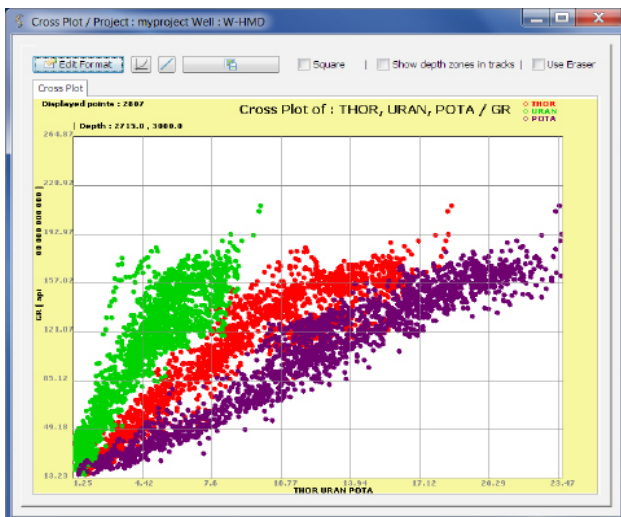 Cross Plot / Project : myproject Well : W-HMD
Edit Format
Square | Show depth zones in tracks | Use Eraser
Cross Plot
Displayed points : 2807
Cross Plot of : THOR, URAN, POTA / GR
THOR
URAN
POTA
| Depth : 2715.0 , 3000.0
264.87
228.92
192.97
157.02
121.07
85.12
49.18
13.23
GR [ api
1.25 4.42 7.6 10.77 13.94 17.12 20.29 23.47
THOR URAN POTA